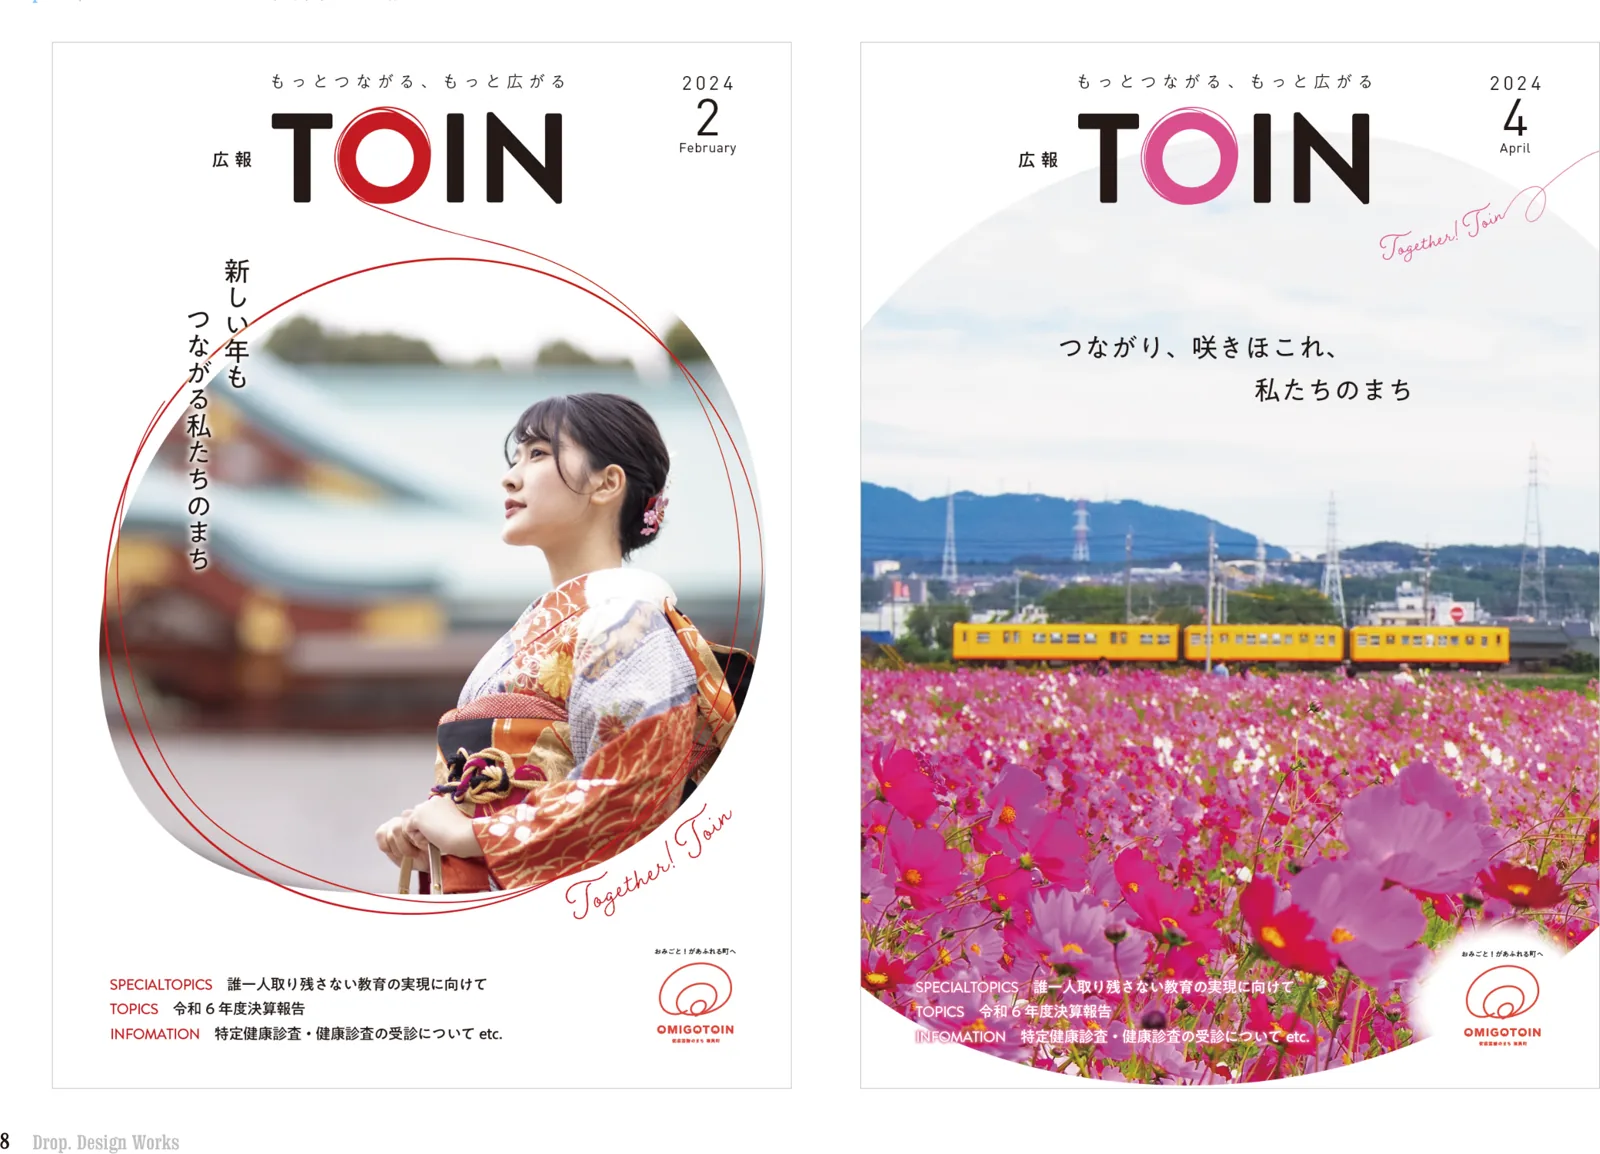 もっとつながる、もっと広がる
広報 TOIN
2024
2
February
新しい年も
つながる私たちのまち
Together! Toin
SPECIALTOPICS 誰一人取り残さない教育の実現に向けて
TOPICS 令和6年度決算報告
INFOMATION 特定健康診査・健康診査の受診について etc.
おみごと!があふれる町へ
OMIGOTOIN
もっとつながる、もっと広がる
広報 TOIN
2024
4
April
Together! Toin
つながり、咲きほこれ、
私たちのまち
SPECIALTOPICS 誰一人取り残さない教育の実現に向けて
TOPICS 令和6年度決算報告
INFOMATION 特定健康診査・健康診査の受診について etc.
おみごと!があふれる町へ
OMIGOTOIN
8 Drop. Design Works